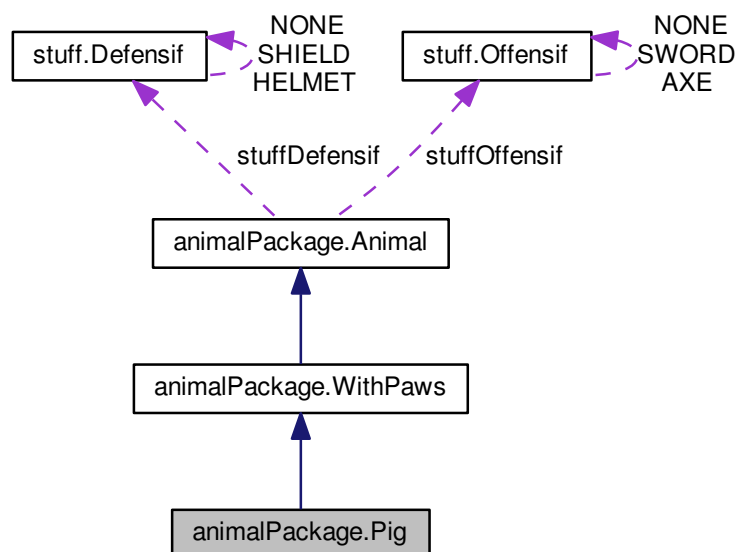 NONE
SHIELD
HELMET
stuff.Defensif
NONE
SWORD
AXE
stuff.Offensif
stuffDefensif
stuffOffensif
animalPackage.Animal
animalPackage.WithPaws
animalPackage.Pig